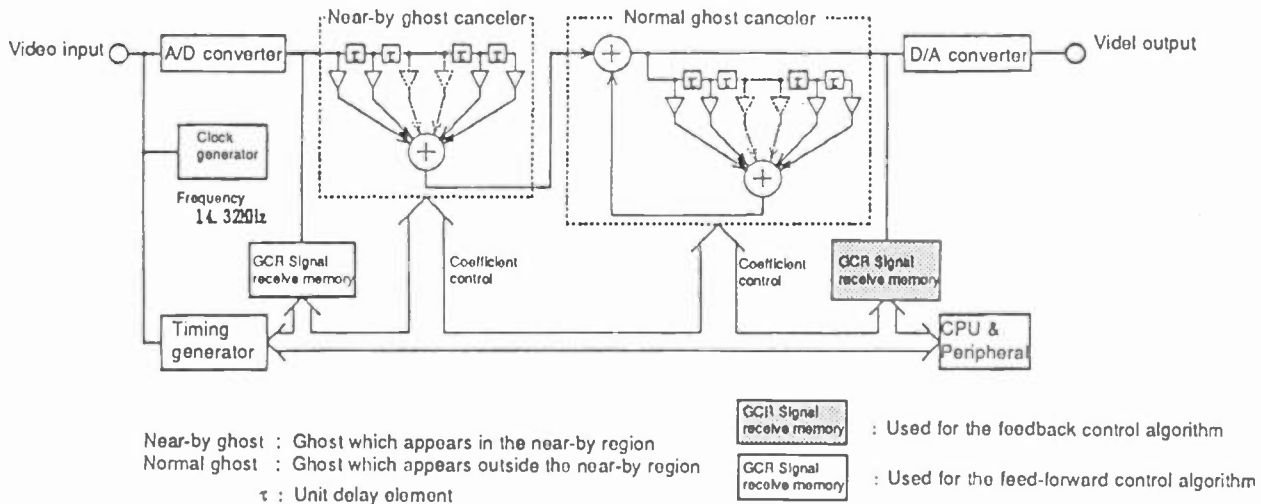 Near-by ghost canceler
Normal ghost canceler
Video input
A/D converter
τ τ τ τ
D/A converter
Videl output
τ τ τ τ
Clock
generator
Frequency
14.32MHz
GCR Signal
receive memory
Coefficient
control
Coefficient
control
GCR Signal
receive memory
Timing
generator
CPU &
Peripheral
Near-by ghost : Ghost which appears in the near-by region
Normal ghost : Ghost which appears outside the near-by region
τ : Unit delay element
GCR Signal
receive memory
: Used for the feedback control algorithm
GCR Signal
receive memory
: Used for the feed-forward control algorithm